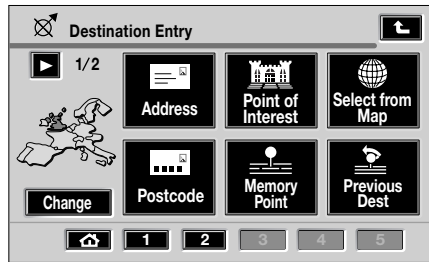 Destination Entry
1/2
Address
Point of
Interest
Select from
Map
Change
Postcode
Memory
Point
Previous
Dest
1 2 3 4 5